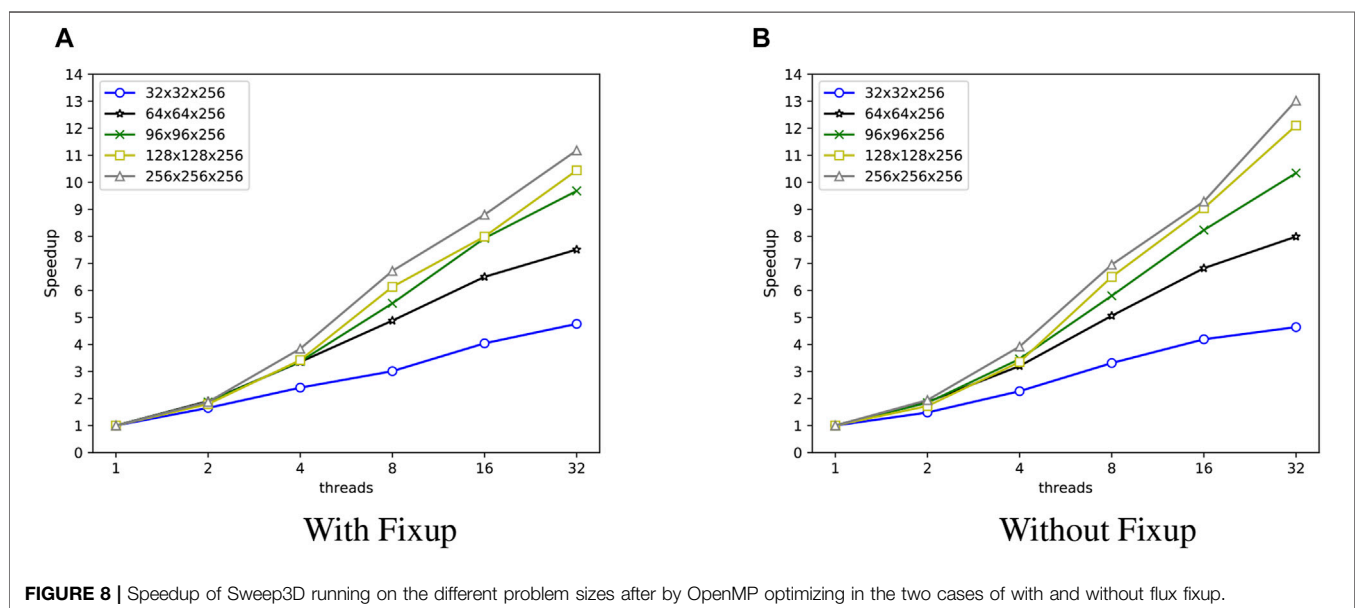 A
14
13
12
11
10
9
8
7
6
5
4
3
2
1
0
Speedup
32x32x256
64x64x256
96x96x256
128x128x256
256x256x256
1 2 4 8 16 32
threads
With Fixup
B
14
13
12
11
10
9
8
7
6
5
4
3
2
1
0
Speedup
32x32x256
64x64x256
96x96x256
128x128x256
256x256x256
1 2 4 8 16 32
threads
Without Fixup
FIGURE 8 | Speedup of Sweep3D running on the different problem sizes after by OpenMP optimizing in the two cases of with and without flux fixup.